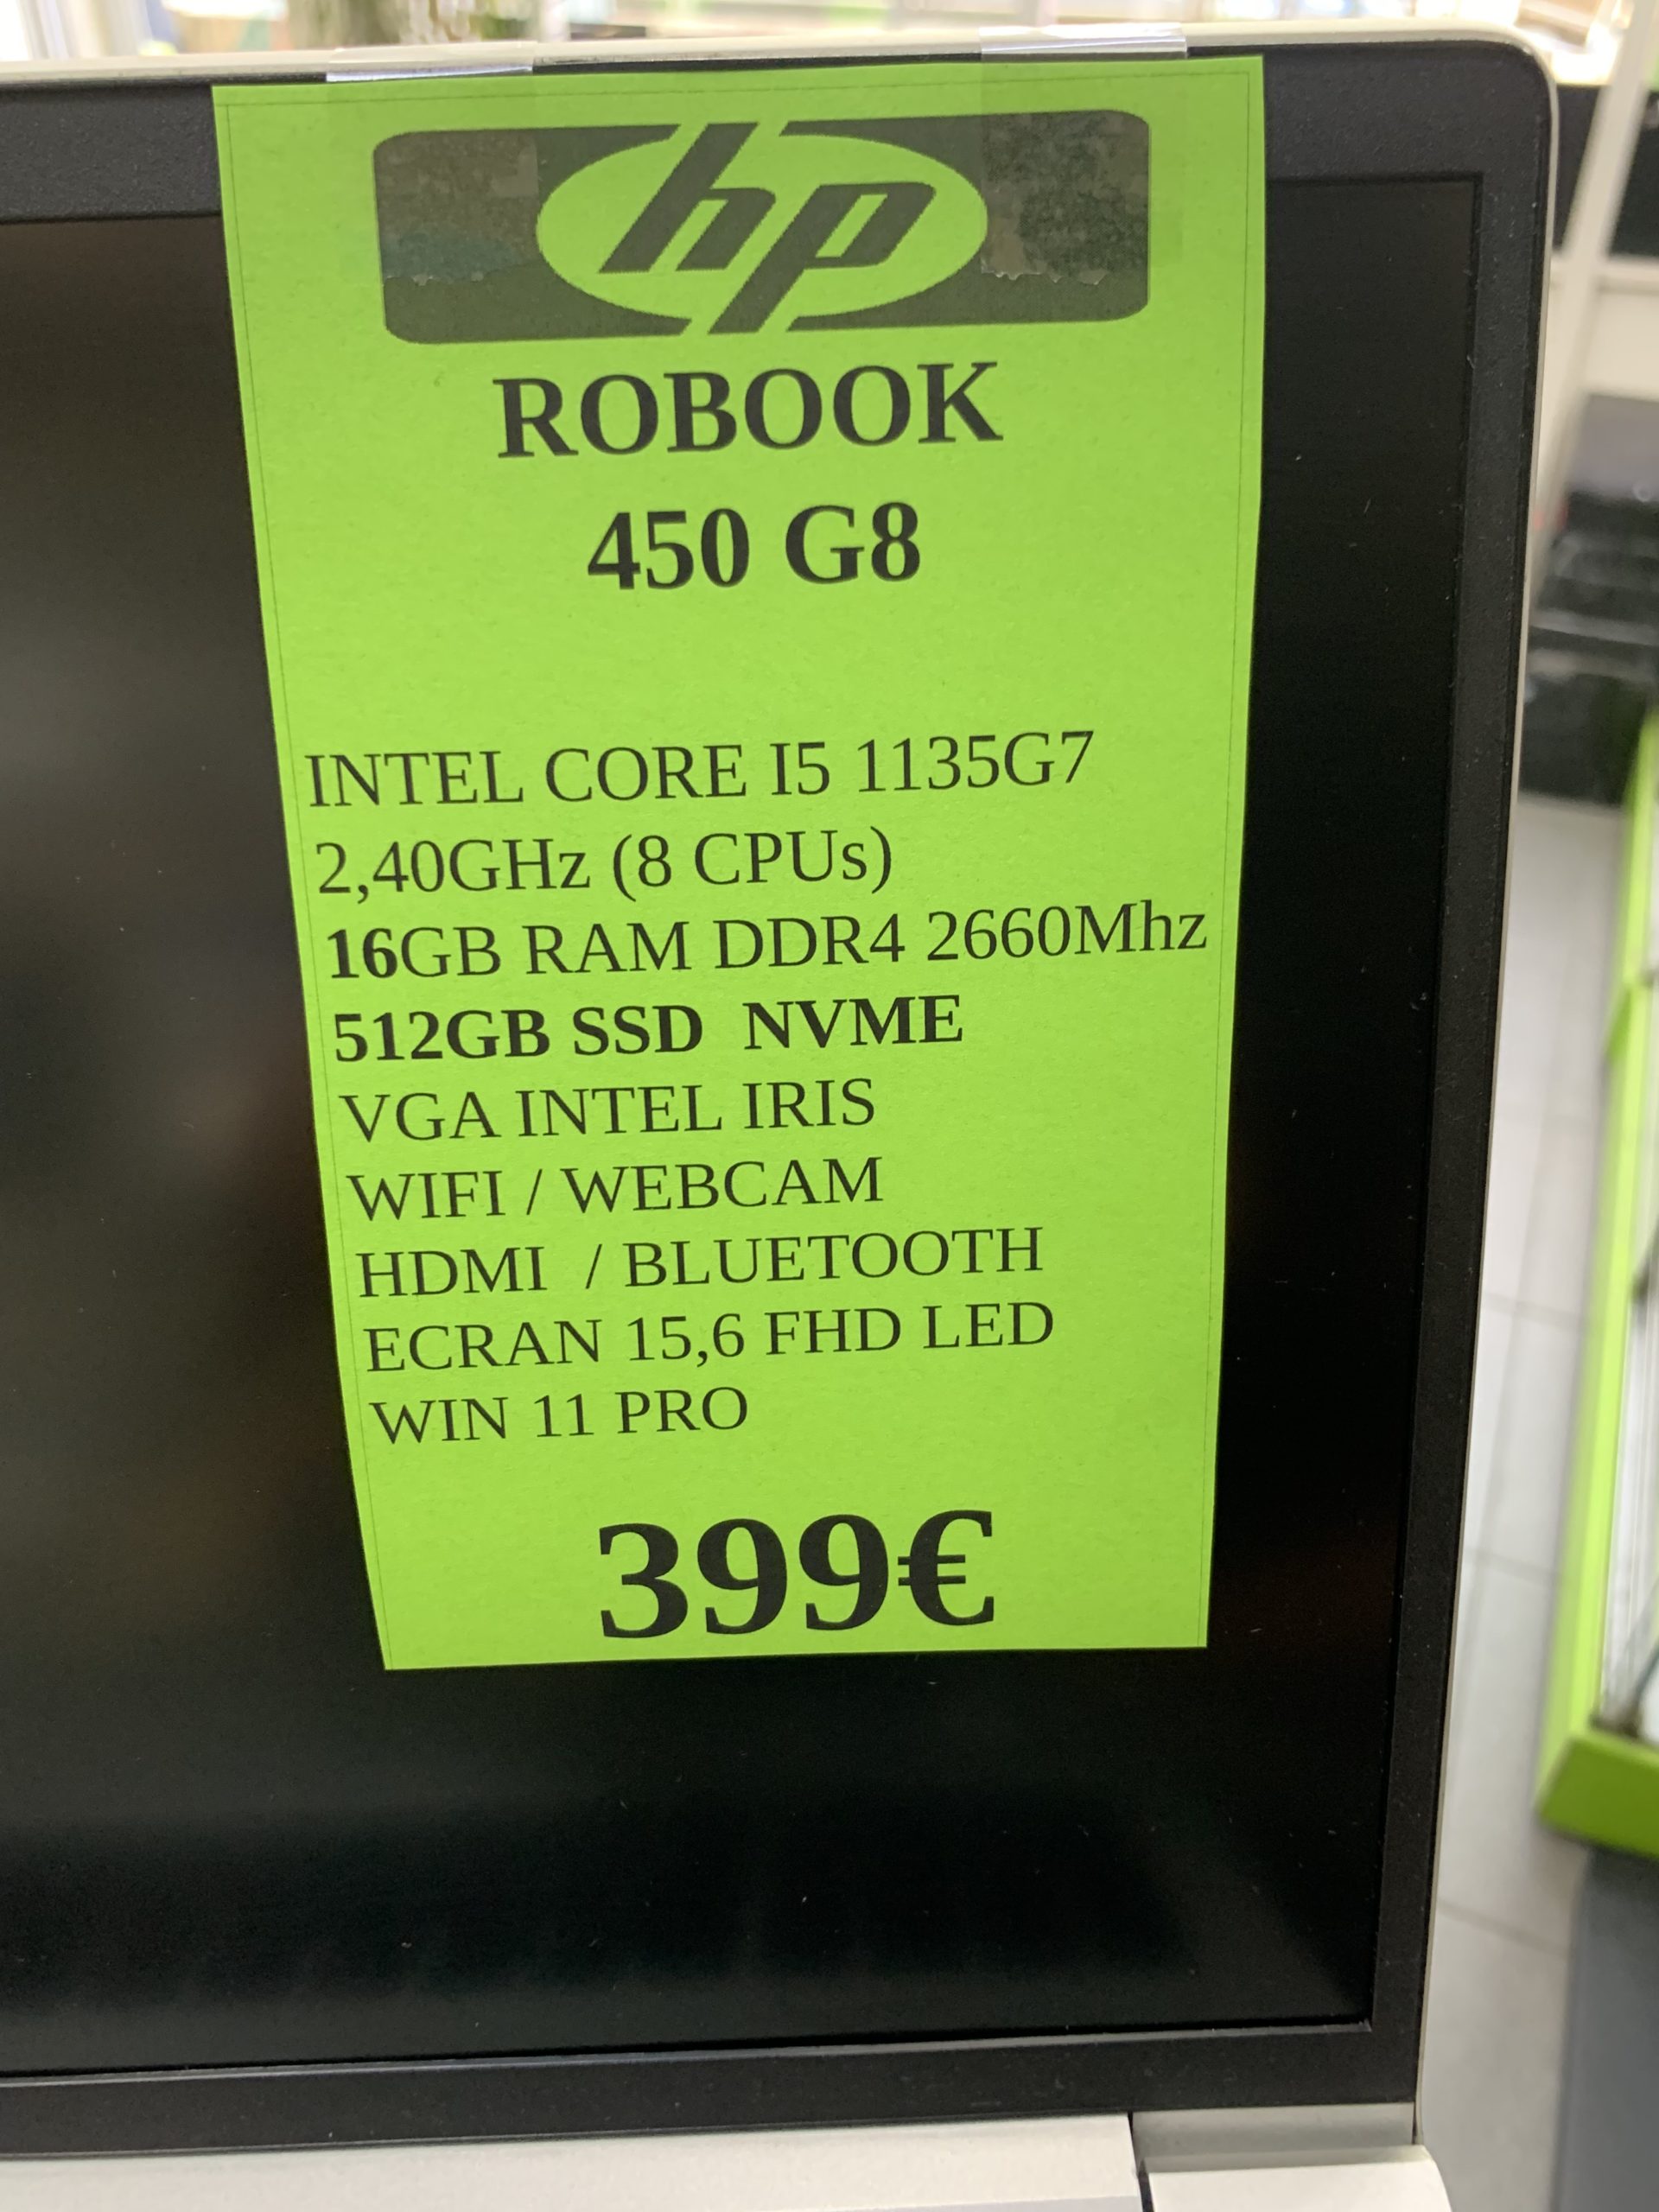 hp
ROBOOK
450 G8
INTEL CORE I5 1135G7
2,40GHz (8 CPUs)
16GB RAM DDR4 2660Mhz
512GB SSD NVME
VGA INTEL IRIS
WIFI / WEBCAM
HDMI / BLUETOOTH
ECRAN 15,6 FHD LED
WIN 11 PRO
399€